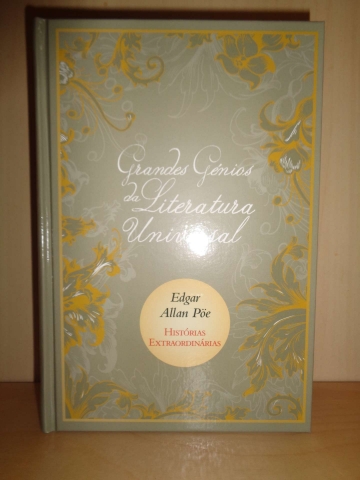 Grandes Génios
da Literatura
Universal
Edgar
Allan Pöe
HISTÓRIAS
EXTRAORDINÁRIAS